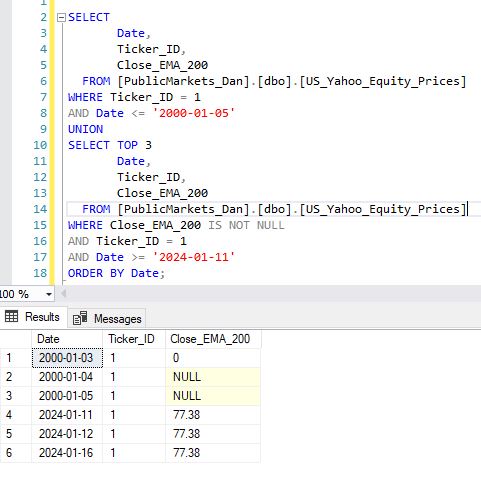 1
2 SELECT
3 Date,
4 Ticker_ID,
5 Close_EMA_200
6 FROM [PublicMarkets_Dan].[dbo].[US_Yahoo_Equity_Prices]
7 WHERE Ticker_ID = 1
8 AND Date <= '2000-01-05'
9 UNION
10 SELECT TOP 3
11 Date,
12 Ticker_ID,
13 Close_EMA_200
14 FROM [PublicMarkets_Dan].[dbo].[US_Yahoo_Equity_Prices]
15 WHERE Close_EMA_200 IS NOT NULL
16 AND Ticker_ID = 1
17 AND Date >= '2024-01-11'
18 ORDER BY Date;
100 %
Results Messages
Date Ticker_ID Close_EMA_200
1 2000-01-03 1 0
2 2000-01-04 1 NULL
3 2000-01-05 1 NULL
4 2024-01-11 1 77.38
5 2024-01-12 1 77.38
6 2024-01-16 1 77.38